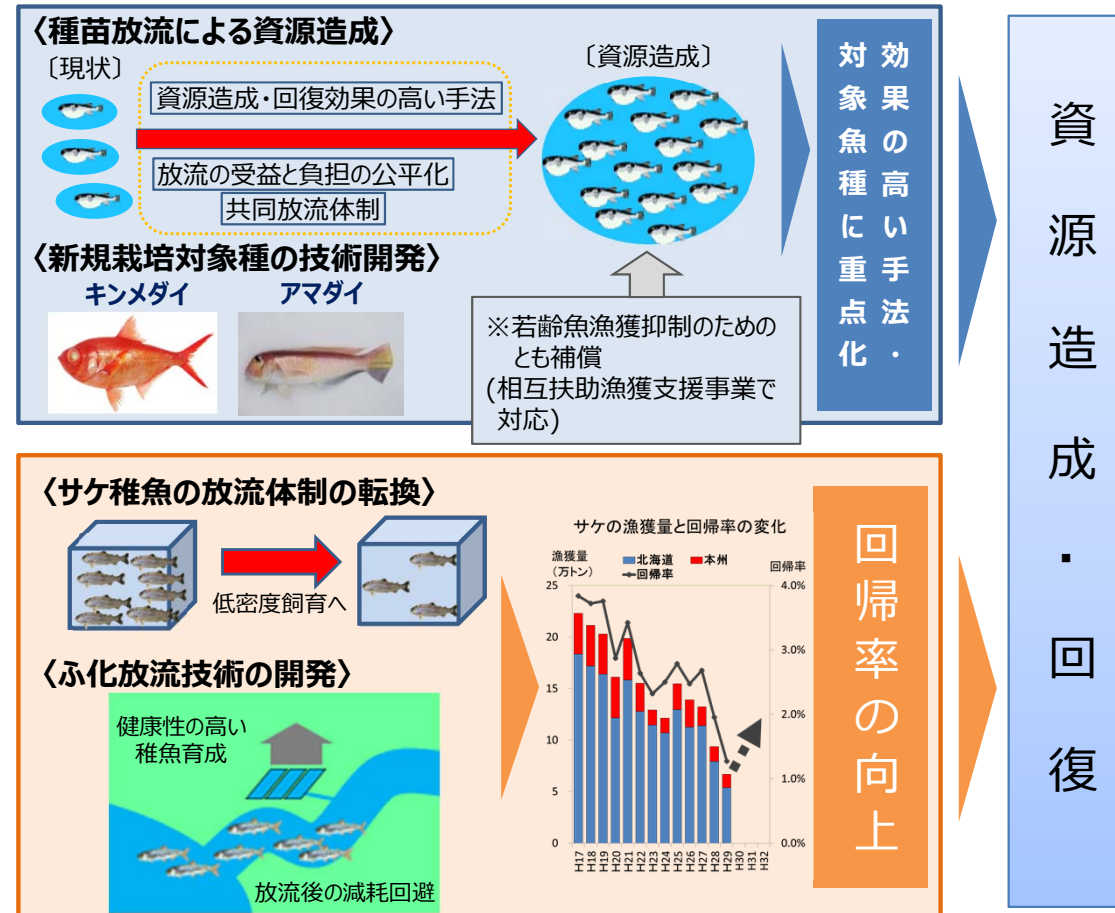 〈種苗放流による資源造成〉
〔現状〕
資源造成・回復効果の高い手法
放流の受益と負担の公平化
共同放流体制
〔資源造成〕
〈新規栽培対象種の技術開発〉
キンメダイ
アマダイ
※若齢魚漁獲抑制のための
とも補償
(相互扶助漁獲支援事業で
対応)
効果の高い手法・
対象魚種に重点化
〈サケ稚魚の放流体制の転換〉
低密度飼育へ
〈ふ化放流技術の開発〉
健康性の高い
稚魚育成
放流後の減耗回避
サケの漁獲量と回帰率の変化
漁獲量
(万トン)
北海道 本州
回帰率
回帰率
25
20
15
10
5
0
4.0%
3.0%
2.0%
1.0%
0.0%
H17 H18 H19 H20 H21 H22 H23 H24 H25 H26 H27 H28 H29 H30 H31 H32
回帰率の向上
資源造成・回復